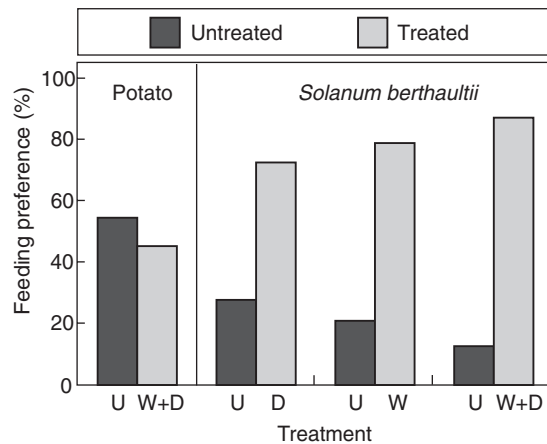 Untreated Treated
Feeding preference (%)
100
80
60
40
20
0
Potato Solanum berthaultii
U W+D U D U W U W+D
Treatment